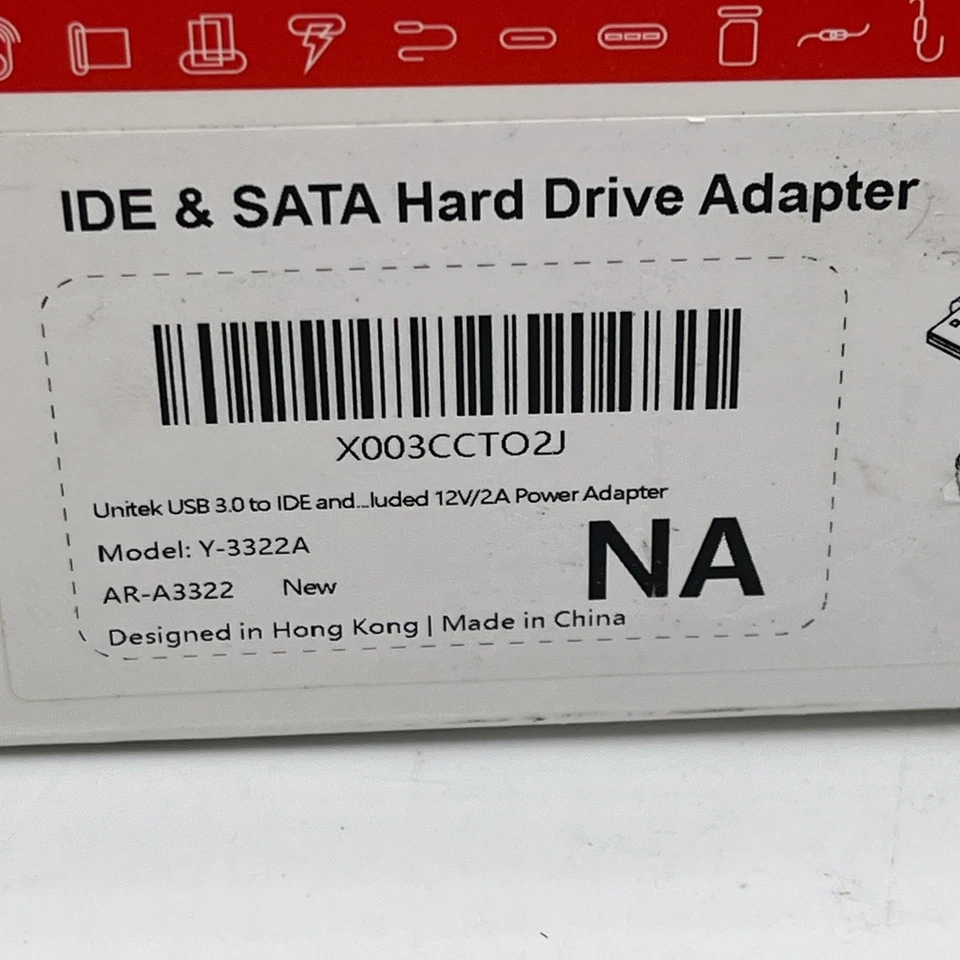 IDE & SATA Hard Drive Adapter
X003CCTO2J
Unitek USB 3.0 to IDE and...luded 12V/2A Power Adapter
Model: Y-3322A
NA
AR-A3322 New
Designed in Hong Kong | Made in China